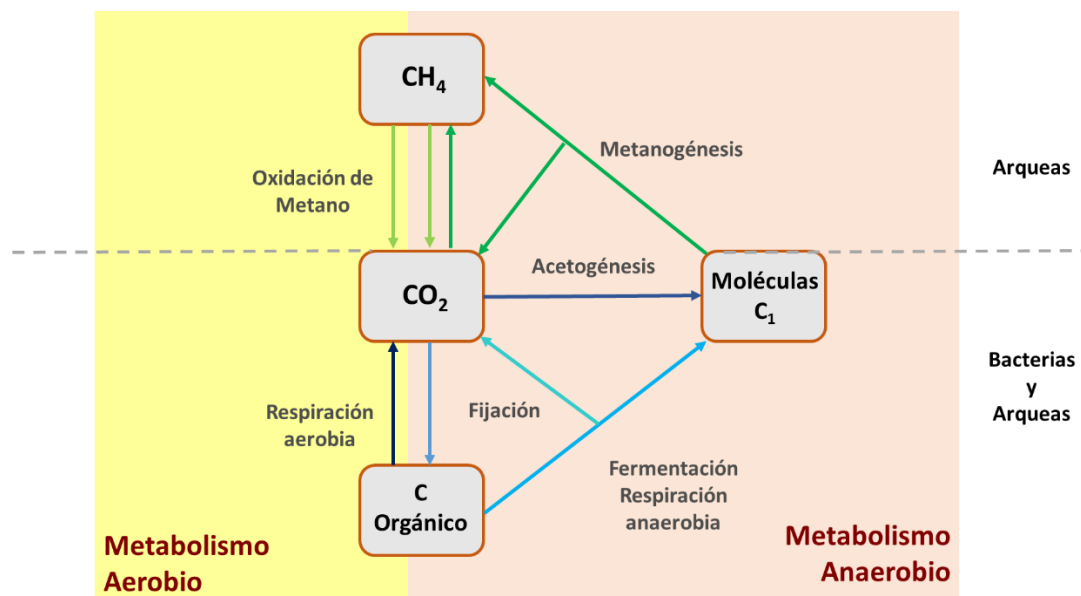 CH₄
Metanogénesis
Arqueas
Oxidación de
Metano
CO₂
Acetogénesis
Moléculas
C₁
Bacterias
y
Arqueas
Respiración
aerobia
Fijación
Fermentación
Respiración
anaerobia
C
Orgánico
Metabolismo
Aerobio
Metabolismo
Anaerobio